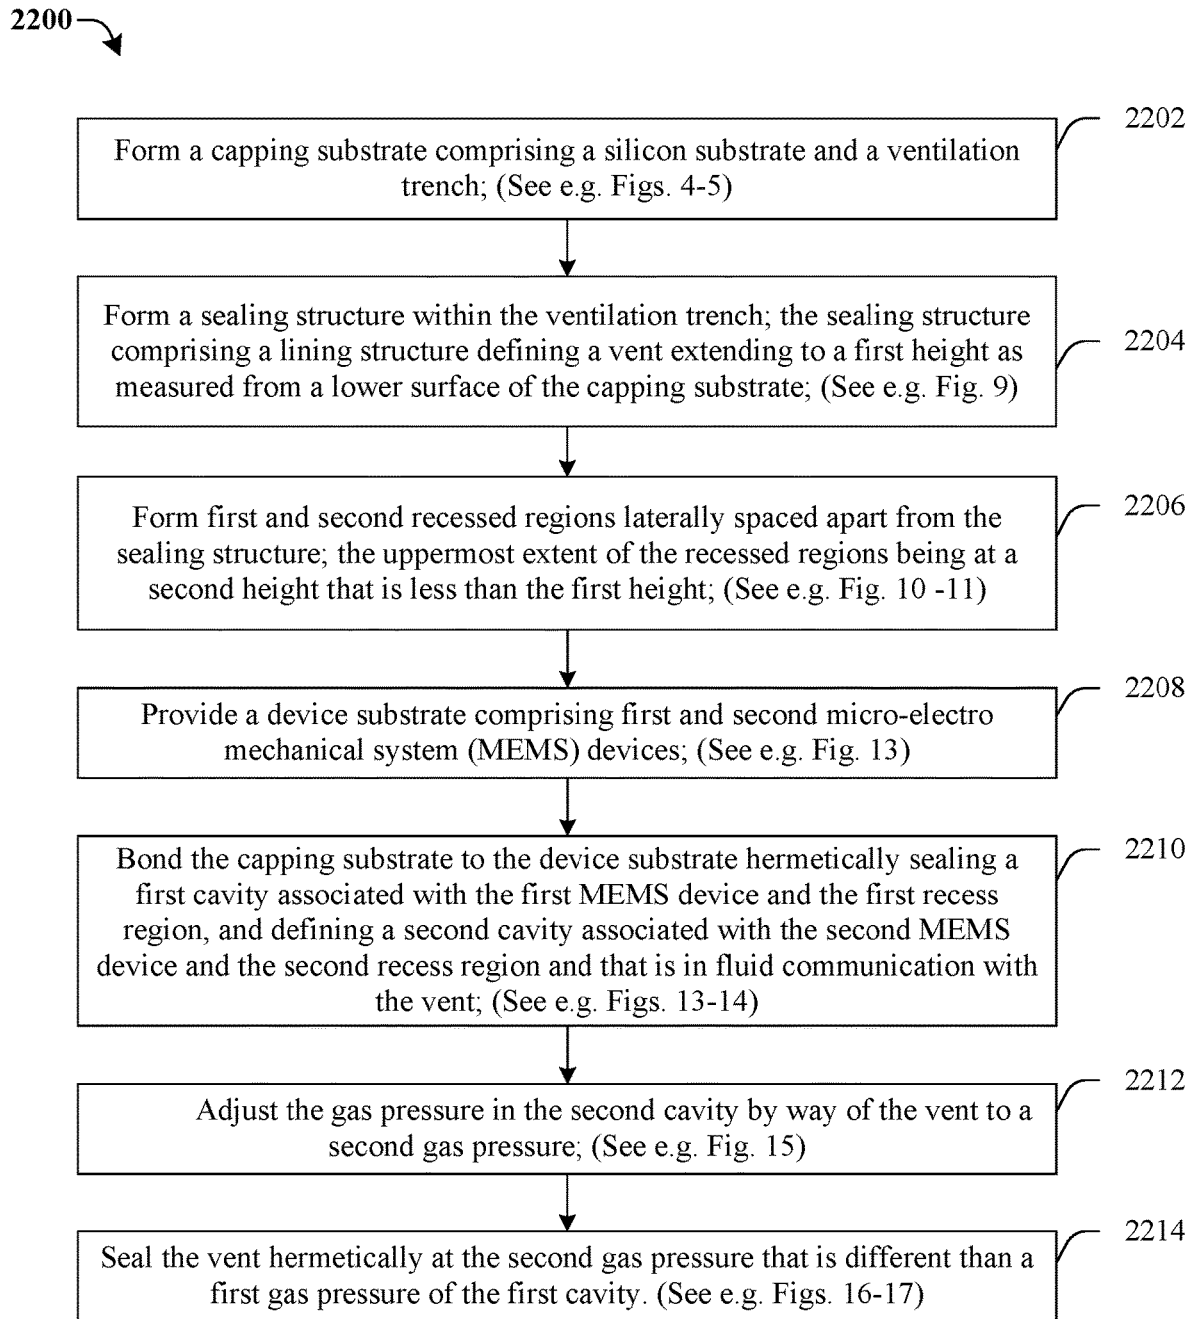 2200
2202
Form a capping substrate comprising a silicon substrate and a ventilation
trench; (See e.g. Figs. 4-5)
2204
Form a sealing structure within the ventilation trench; the sealing structure
comprising a lining structure defining a vent extending to a first height as
measured from a lower surface of the capping substrate; (See e.g. Fig. 9)
2206
Form first and second recessed regions laterally spaced apart from the
sealing structure; the uppermost extent of the recessed regions being at a
second height that is less than the first height; (See e.g. Fig. 10 -11)
2208
Provide a device substrate comprising first and second micro-electro
mechanical system (MEMS) devices; (See e.g. Fig. 13)
2210
Bond the capping substrate to the device substrate hermetically sealing a
first cavity associated with the first MEMS device and the first recess
region, and defining a second cavity associated with the second MEMS
device and the second recess region and that is in fluid communication with
the vent; (See e.g. Figs. 13-14)
2212
Adjust the gas pressure in the second cavity by way of the vent to a
second gas pressure; (See e.g. Fig. 15)
2214
Seal the vent hermetically at the second gas pressure that is different than a
first gas pressure of the first cavity. (See e.g. Figs. 16-17)